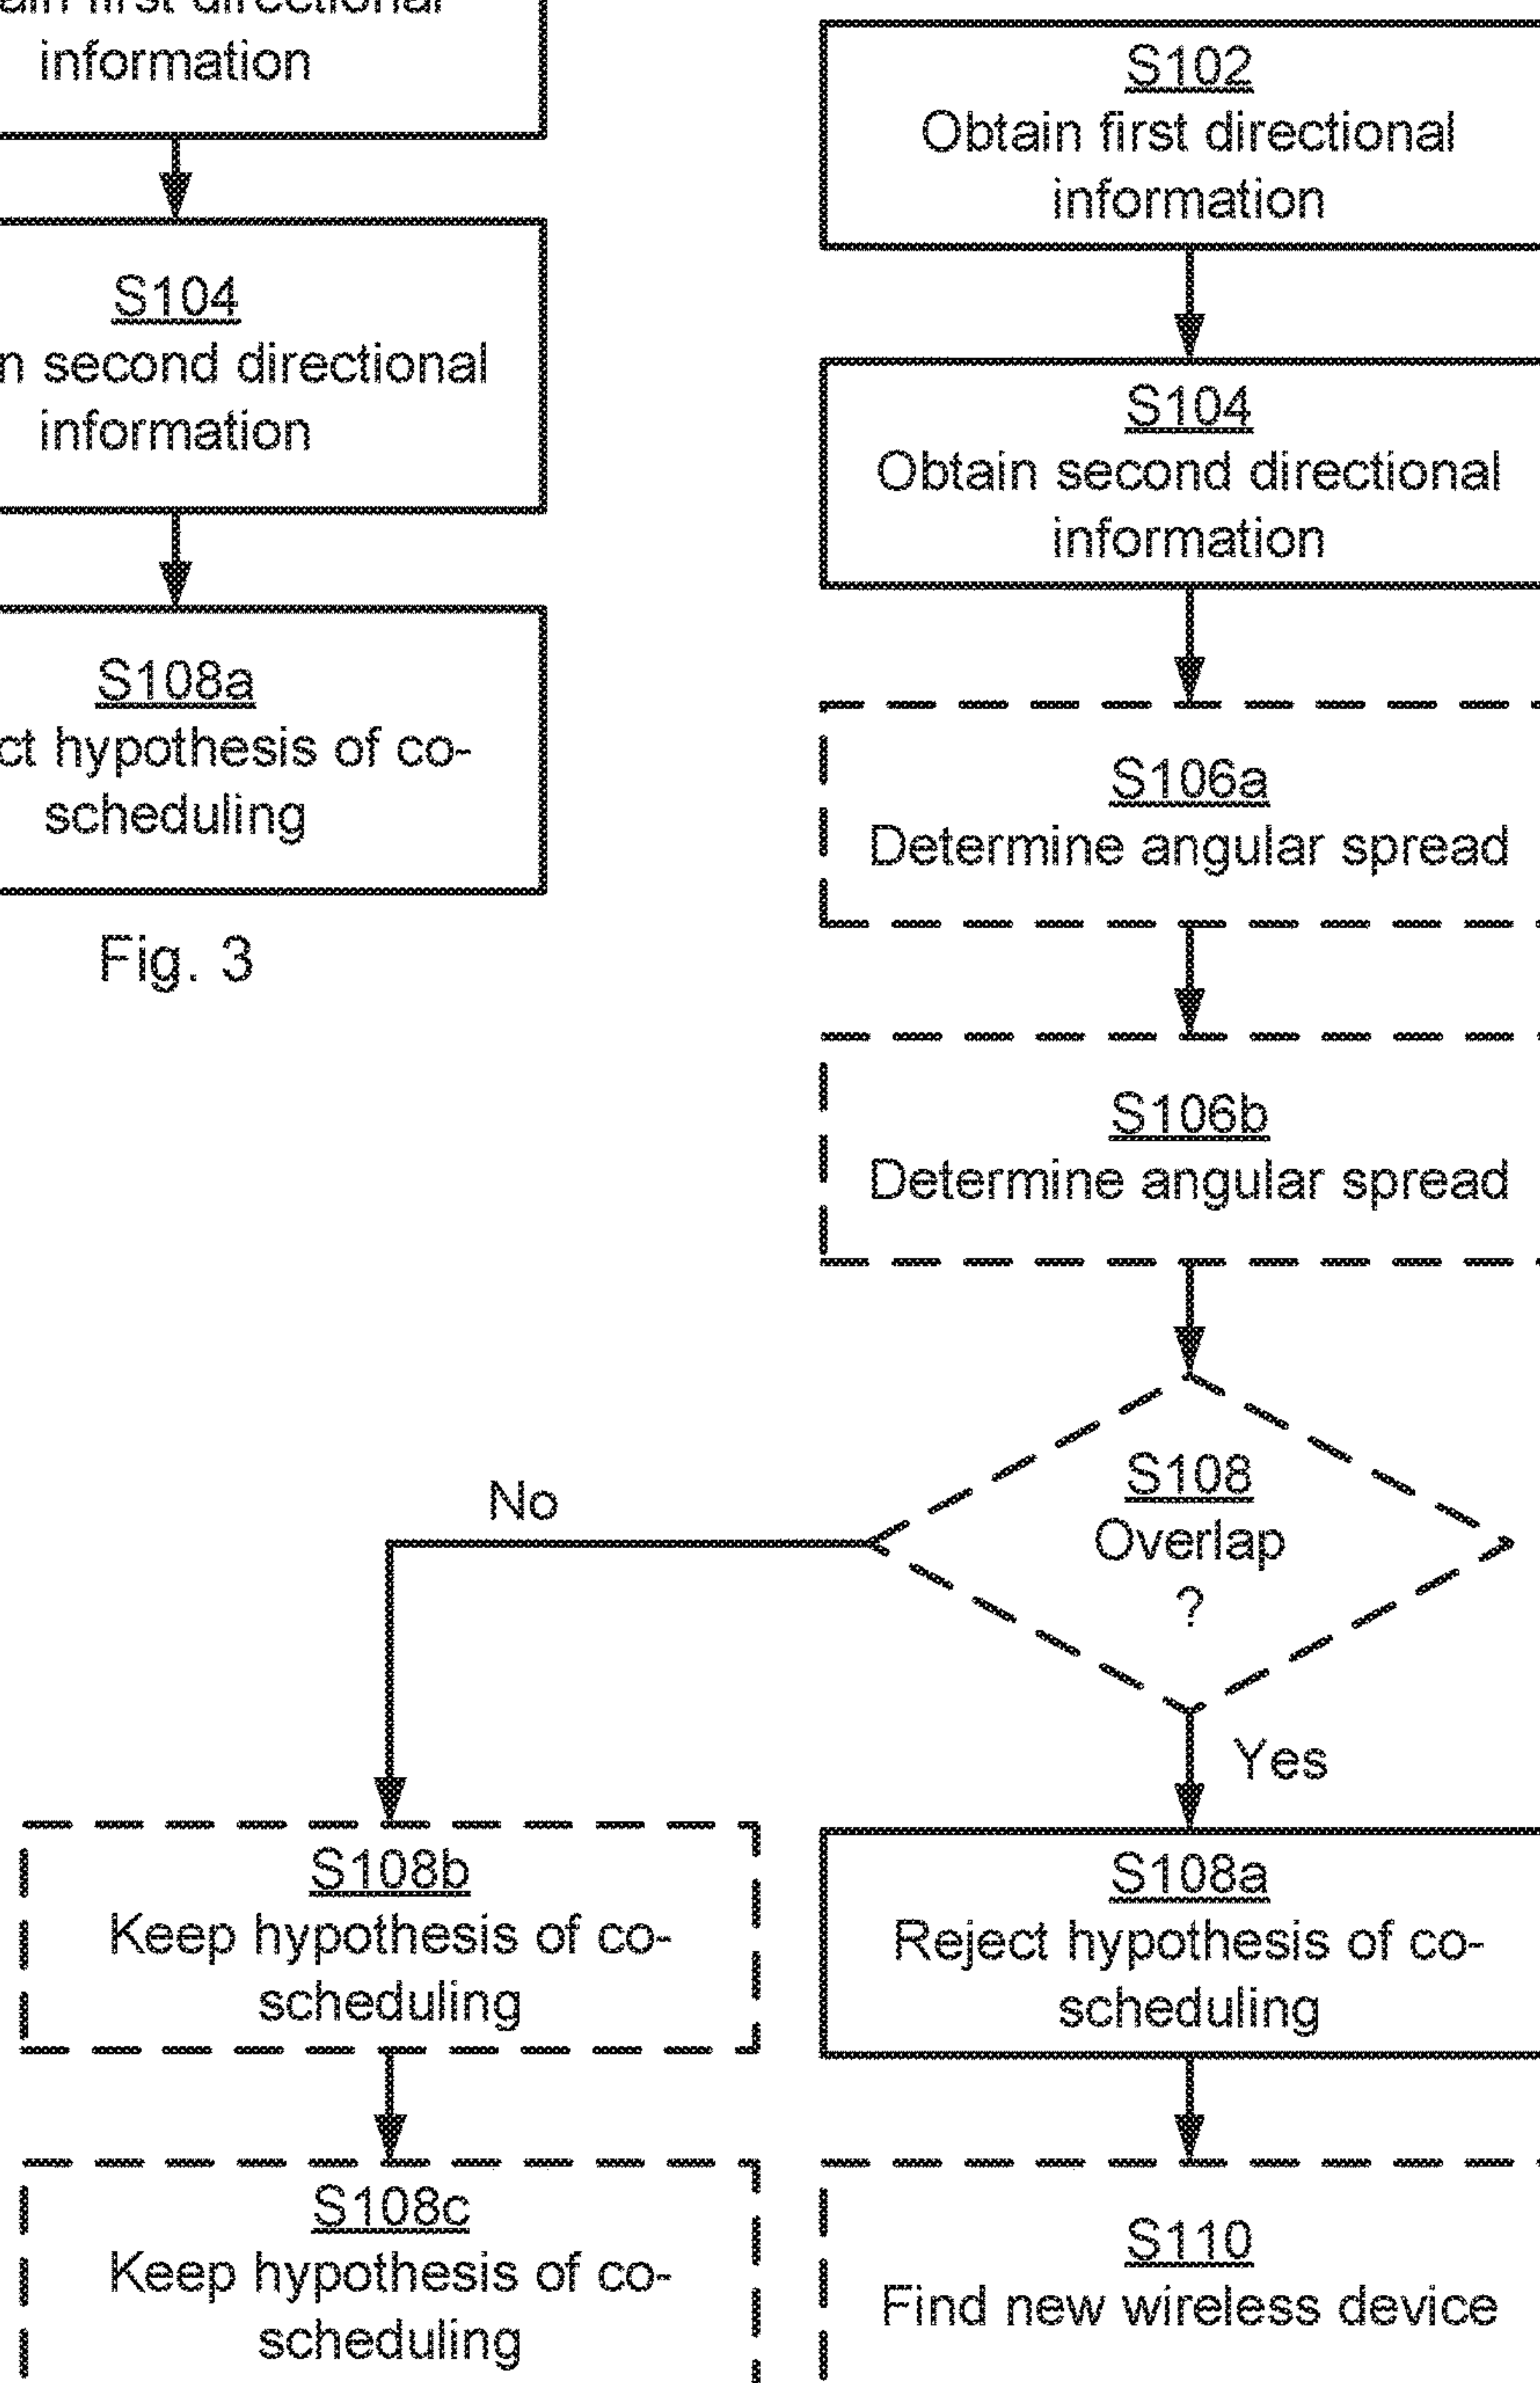 information
S104
second directional
information
S108a
hypothesis of co-
scheduling
Fig. 3
S102
Obtain first directional
information
S104
Obtain second directional
information
S106a
Determine angular spread
S106b
Determine angular spread
S108
Overlap
?
No
Yes
S108b
Keep hypothesis of co-
scheduling
S108c
Keep hypothesis of co-
scheduling
S108a
Reject hypothesis of co-
scheduling
S110
Find new wireless device